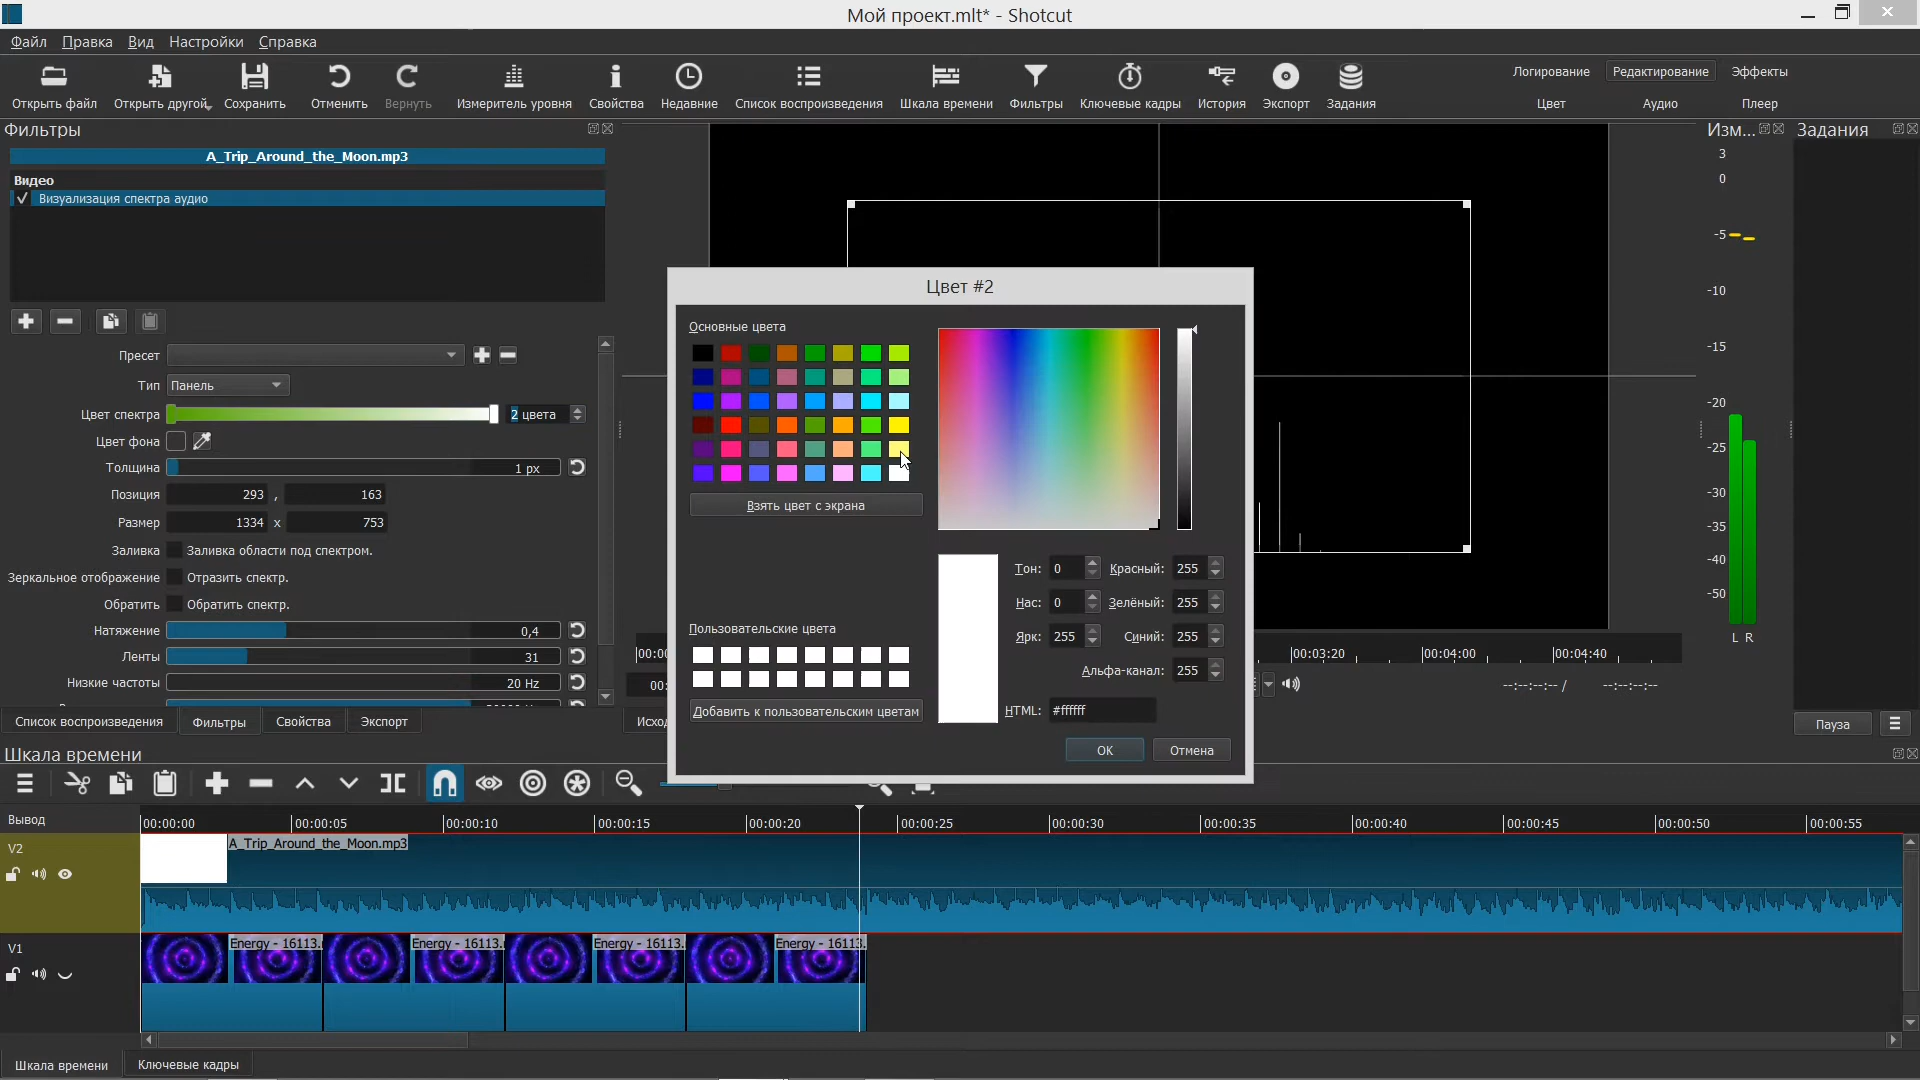 Мой проект.mlt* - Shotcut
Файл Правка Вид Настройки Справка
Открыть файл Открыть другой Сохранить Отменить Вернуть Измеритель уровня Свойства Недавние Список воспроизведения Шкала времени Фильтры Ключевые кадры История Экспорт Задания
Логирование Редактирование Эффекты
Цвет Аудио Плеер
Фильтры
A_Trip_Around_the_Moon.mp3
Видео
Визуализация спектра аудио
Пресет
Тип Панель
Цвет спектра 2 цвета
Цвет фона
Толщина 1 px
Позиция 293 , 163
Размер 1334 x 753
Заливка Заливка области под спектром.
Зеркальное отображение Отразить спектр.
Обратить Обратить спектр.
Натяжение 0,4
Ленты 31
Низкие частоты 20 Hz
Список воспроизведения Фильтры Свойства Экспорт
Цвет #2
Основные цвета
Взять цвет с экрана
Пользовательские цвета
Добавить к пользовательским цветам
Тон: 0 Красный: 255
Нас: 0 Зелёный: 255
Ярк: 255 Синий: 255
Альфа-канал: 255
HTML: #ffffff
OK Отмена
00:03:20 00:04:00 00:04:40
--:--:--:-- / --:--:--:--
Изм...
3
0
-5
-10
-15
-20
-25
-30
-35
-40
-50
L R
Задания
Пауза
Шкала времени
Вывод
00:00:00 00:00:05 00:00:10 00:00:15 00:00:20 00:00:25 00:00:30 00:00:35 00:00:40 00:00:45 00:00:50 00:00:55
V2
A_Trip_Around_the_Moon.mp3
V1
Energy - 16113. Energy - 16113. Energy - 16113. Energy - 16113.
Шкала времени Ключевые кадры